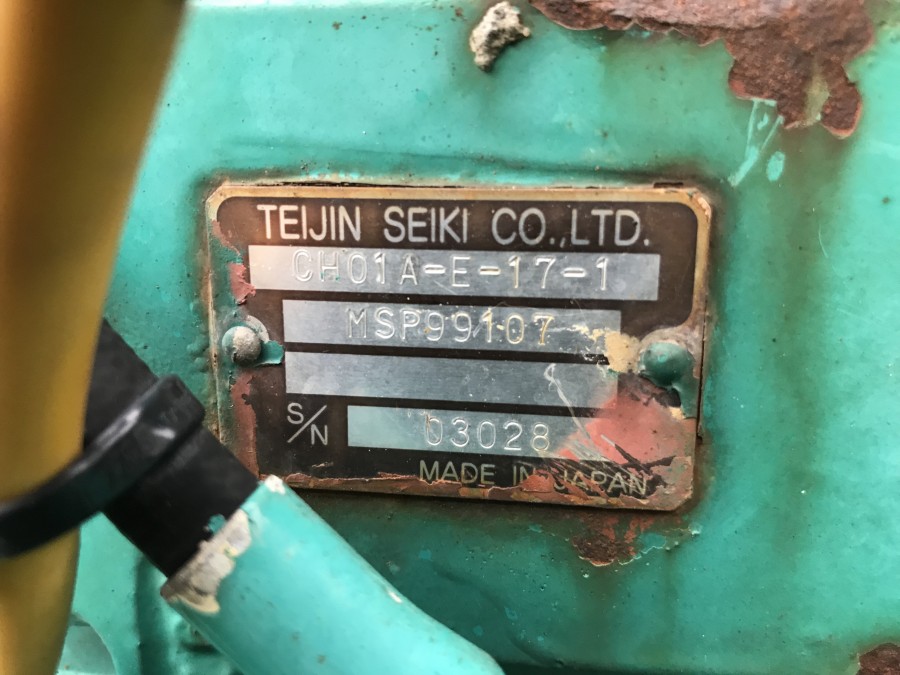 TEIJIN SEIKI CO.,LTD.
CH01A-E-17-1
MSP99107
S/N 03028
MADE IN JAPAN